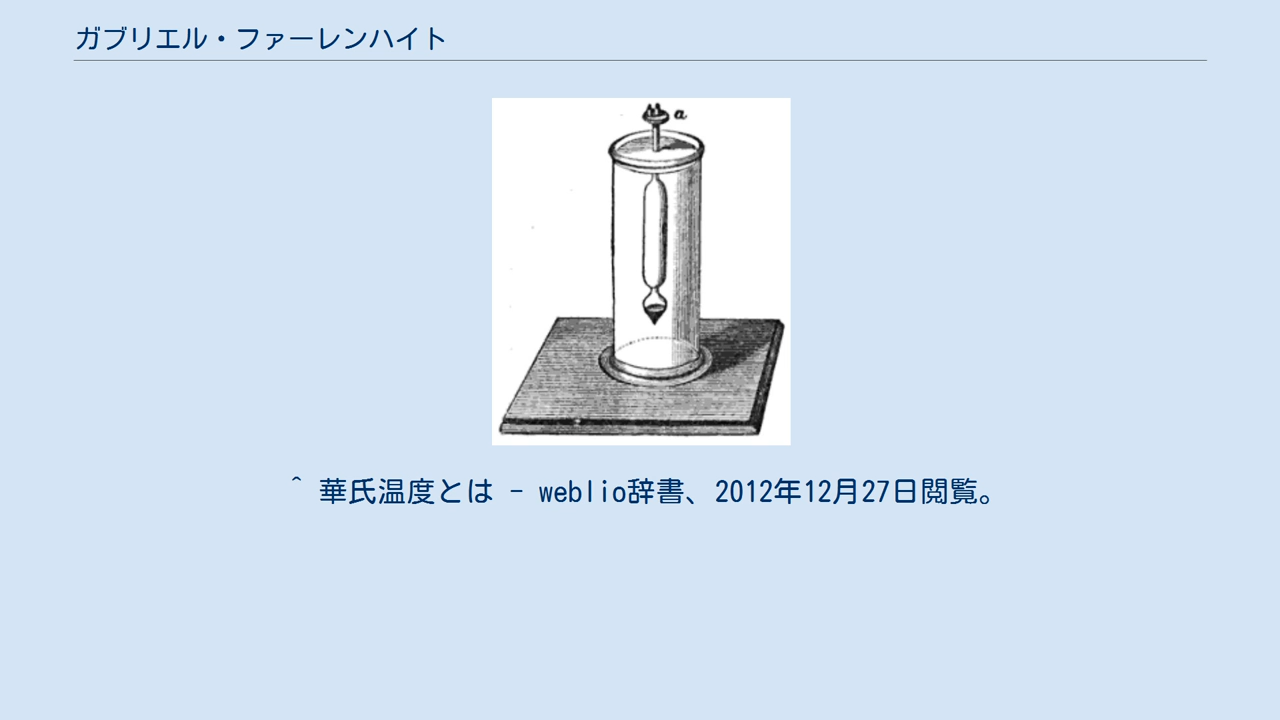 ガブリエル・ファーレンハイト
a
^ 華氏温度とは - weblio辞書、2012年12月27日閲覧。